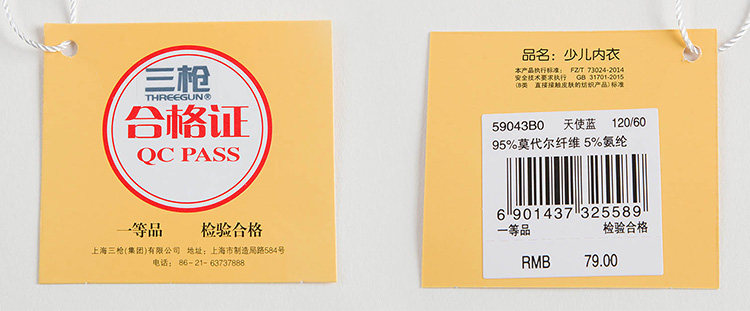 三枪
THREEGUN®
合格证
QC PASS
一等品 检验合格
上海三枪(集团)有限公司 地址: 上海市制造局路584号
电话: 86-21-63737888
品名: 少儿内衣
本产品执行标准: FZ/T 73024-2014
安全技术要求执行 GB 31701-2015
(B类 直接接触皮肤的纺织产品)标准
59043B0 天使蓝 120/60
95%莫代尔纤维 5%氨纶
6 901437 325589
一等品 检验合格
RMB 79.00